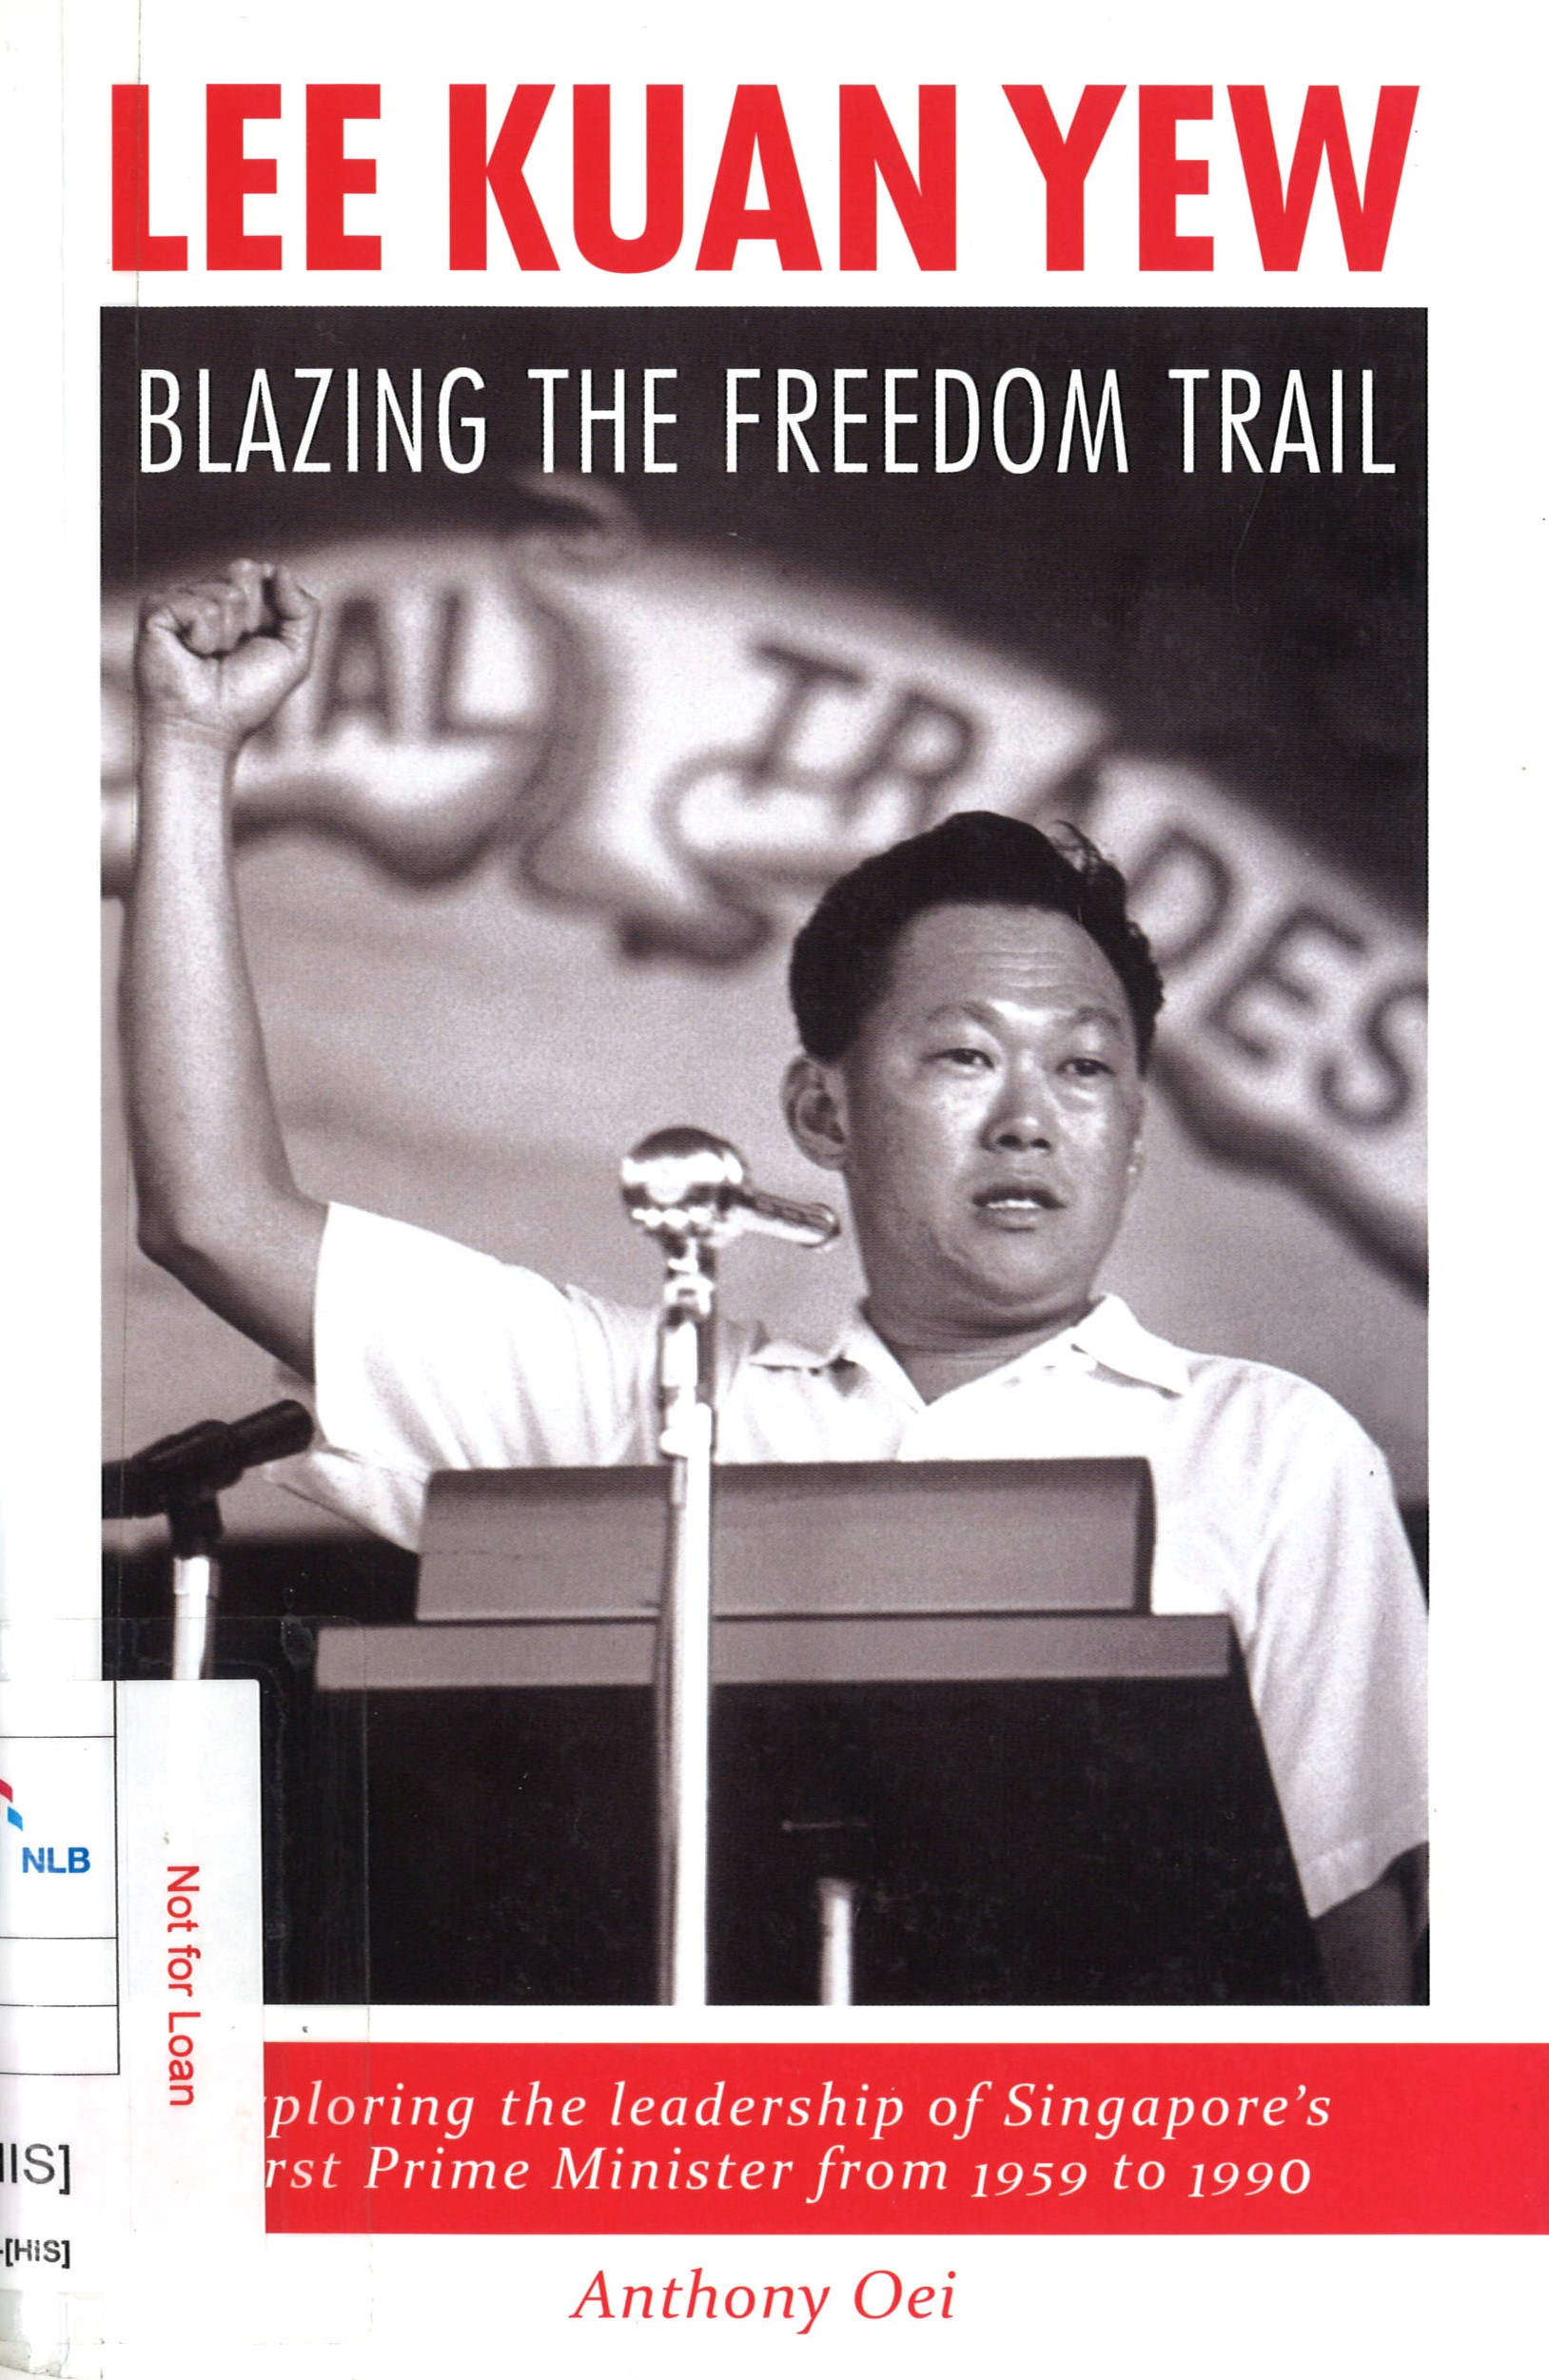 LEE KUAN YEW
BLAZING THE FREEDOM TRAIL
AL TRADES
NLB
Not for Loan
ploring the leadership of Singapore's
rst Prime Minister from 1959 to 1990
IS]
-[HIS]
Anthony Oei